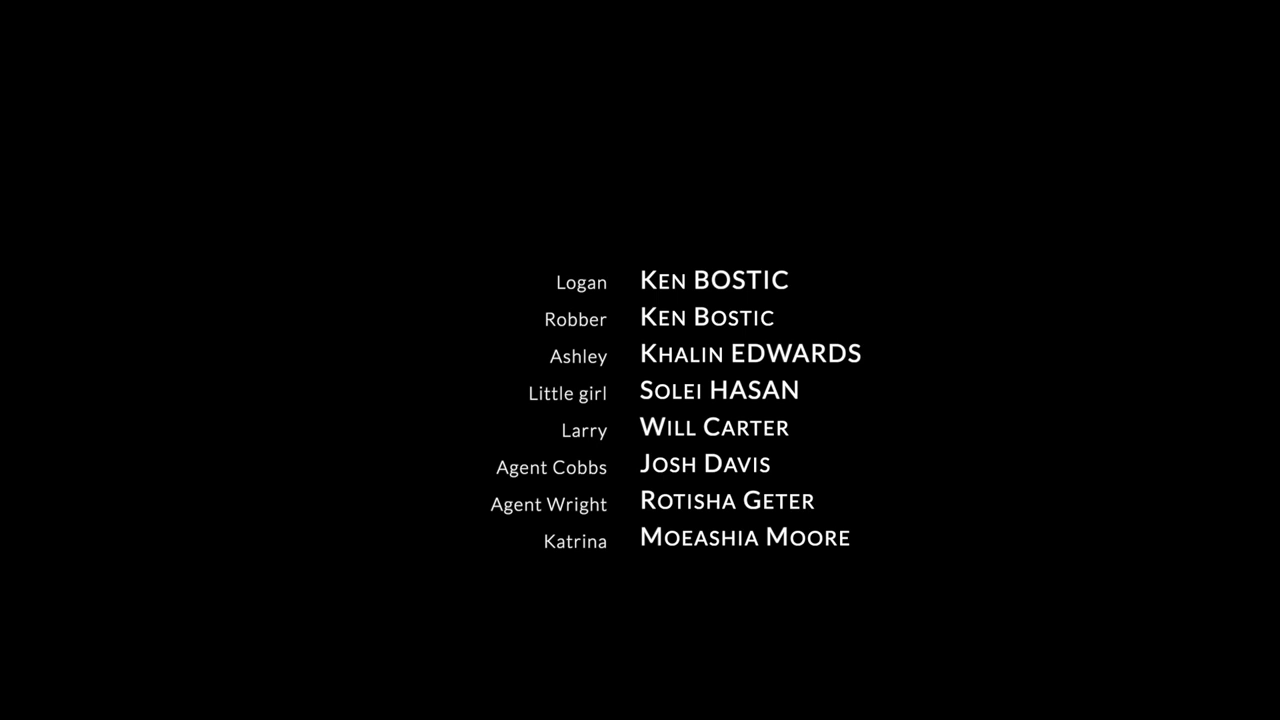 Logan Ken BOSTIC
Robber Ken Bostic
Ashley Khalin EDWARDS
Little girl Solei HASAN
Larry Will Carter
Agent Cobbs Josh Davis
Agent Wright Rotisha Geter
Katrina Moeashia Moore